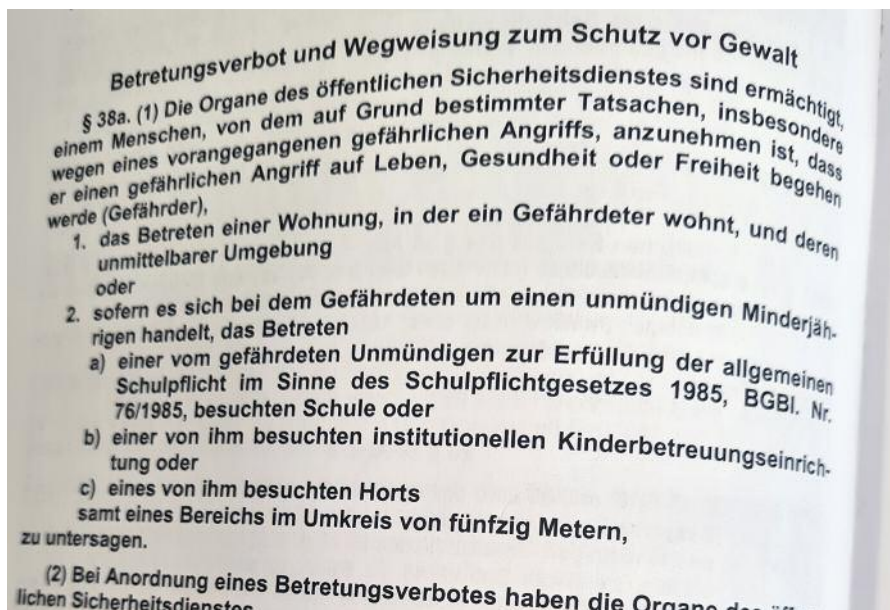 Betretungsverbot und Wegweisung zum Schutz vor Gewalt
§ 38a. (1) Die Organe des öffentlichen Sicherheitsdienstes sind ermächtigt,
einem Menschen, von dem auf Grund bestimmter Tatsachen, insbesondere
wegen eines vorangegangenen gefährlichen Angriffs, anzunehmen ist, dass
er einen gefährlichen Angriff auf Leben, Gesundheit oder Freiheit begehen
werde (Gefährder),
1. das Betreten einer Wohnung, in der ein Gefährdeter wohnt, und deren
unmittelbarer Umgebung
oder
2. sofern es sich bei dem Gefährdeten um einen unmündigen Minderjäh-
rigen handelt, das Betreten
a) einer vom gefährdeten Unmündigen zur Erfüllung der allgemeinen
Schulpflicht im Sinne des Schulpflichtgesetzes 1985, BGBl. Nr.
76/1985, besuchten Schule oder
b) einer von ihm besuchten institutionellen Kinderbetreuungseinrich-
tung oder
c) eines von ihm besuchten Horts
samt eines Bereichs im Umkreis von fünfzig Metern,
zu untersagen.
(2) Bei Anordnung eines Betretungsverbotes haben die Organe des
lichen Sicherheitsdienstes